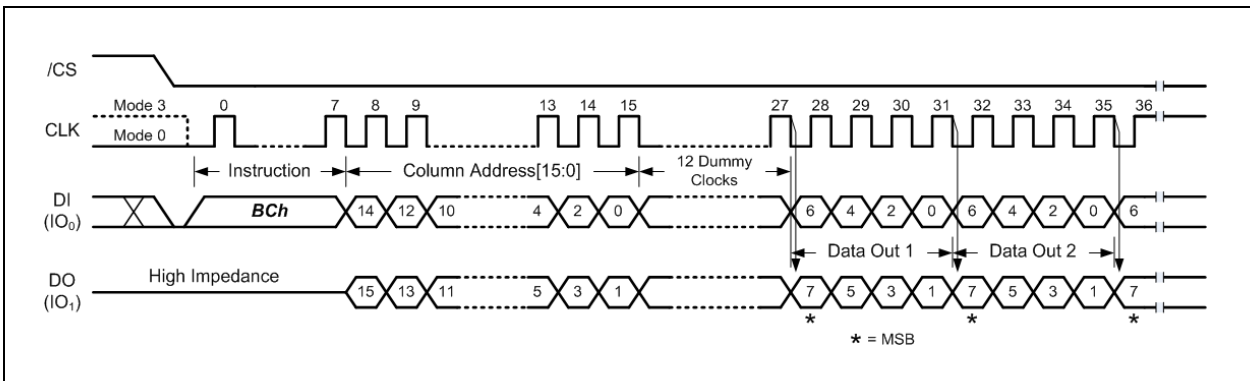 /CS
Mode 3
0 7 8 9 13 14 15 27 28 29 30 31 32 33 34 35 36
CLK
Mode 0
Instruction Column Address[15:0] 12 Dummy
Clocks
DI
(IO0)
BCh 14 12 10 4 2 0 6 4 2 0 6 4 2 0 6
Data Out 1 Data Out 2
High Impedance
DO
(IO1)
15 13 11 5 3 1 7 5 3 1 7 5 3 1 7
* * *
* = MSB